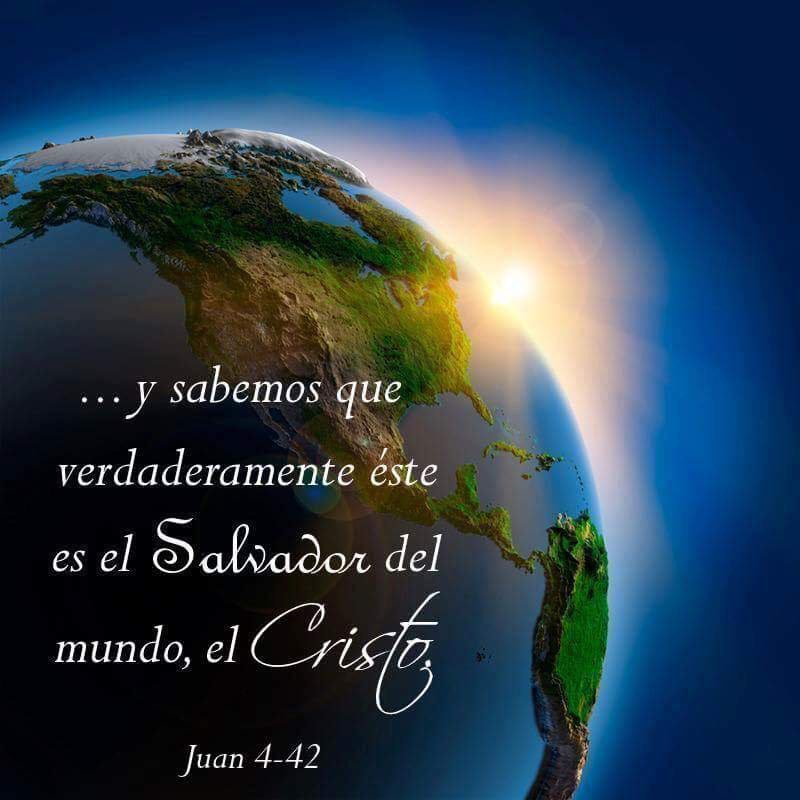 …y sabemos que
verdaderamente éste
es el Salvador del
mundo, el Cristo.
Juan 4-42